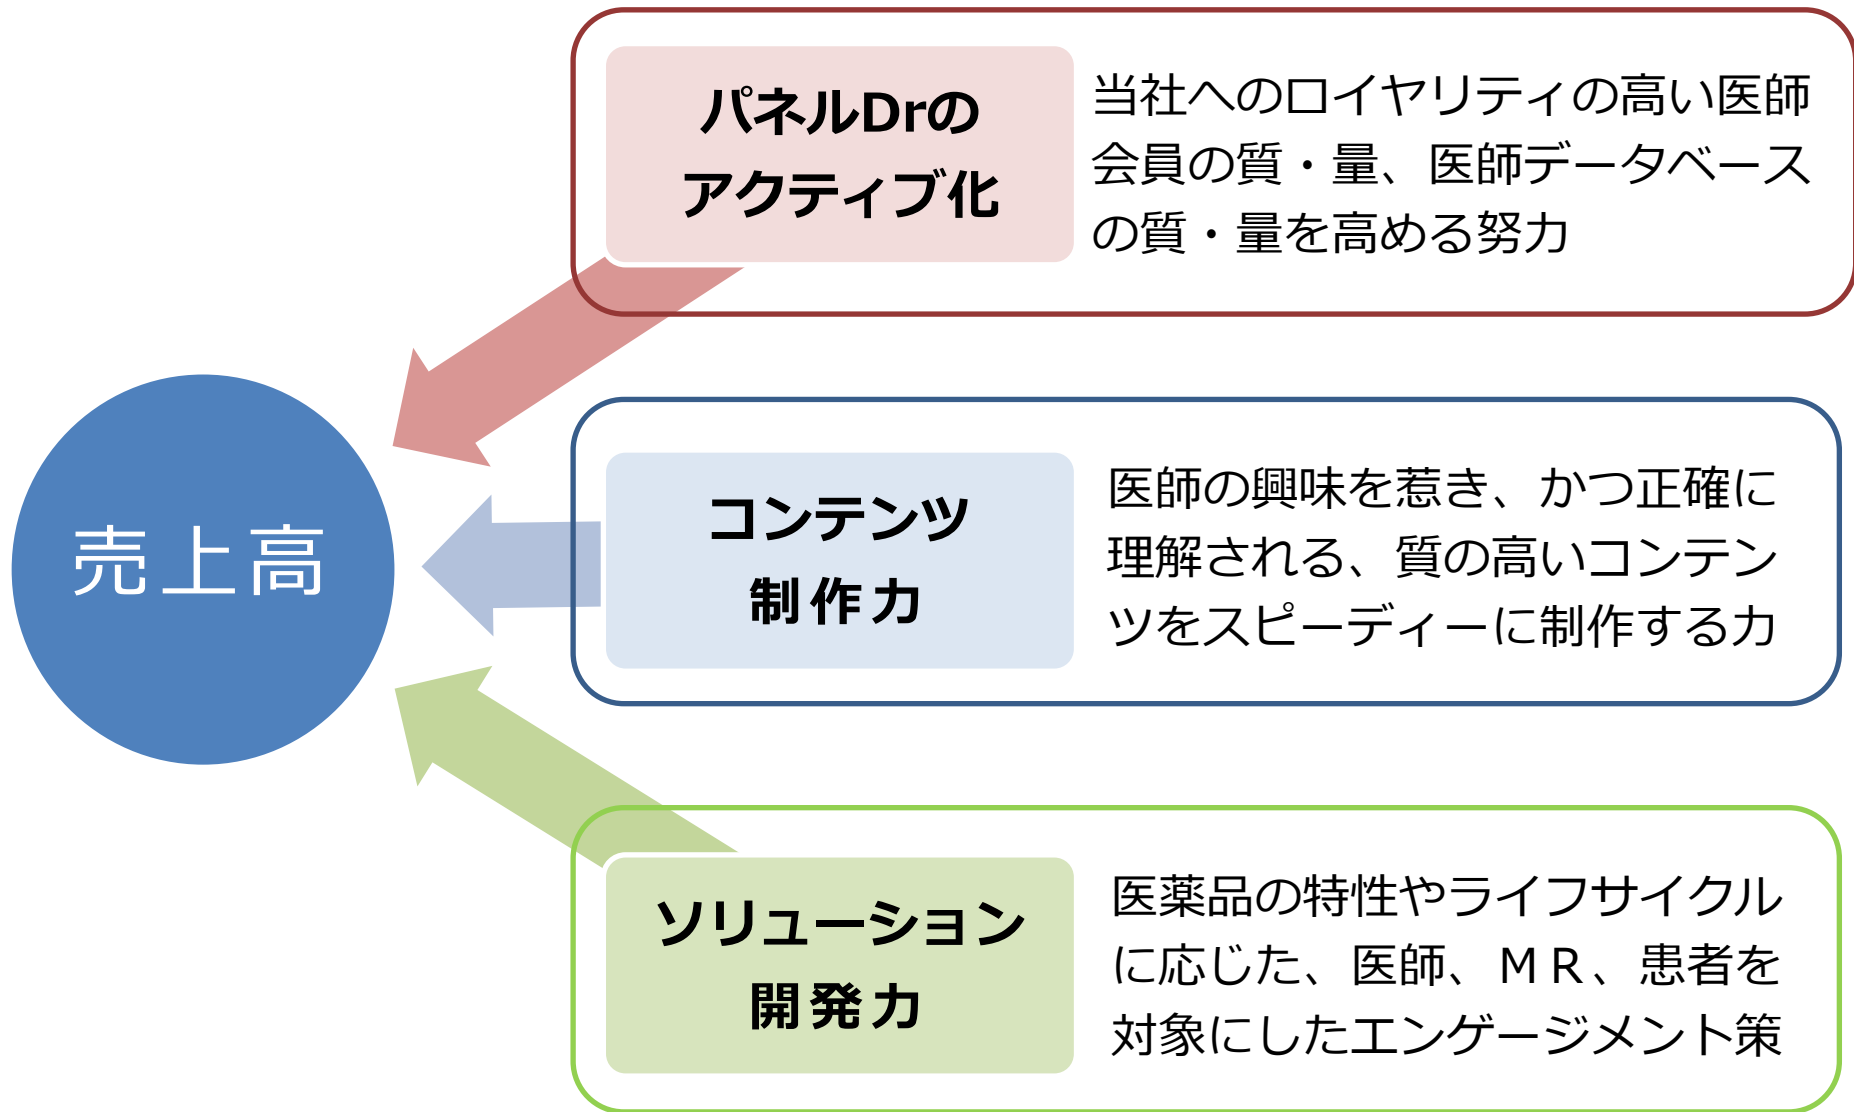 パネルDrの
アクティブ化
当社へのロイヤリティの高い医師
会員の質・量、医師データベース
の質・量を高める努力
売上高
コンテンツ
制作力
医師の興味を惹き、かつ正確に
理解される、質の高いコンテン
ツをスピーディーに制作する力
ソリューション
開発力
医薬品の特性やライフサイクル
に応じた、医師、ＭＲ、患者を
対象にしたエンゲージメント策